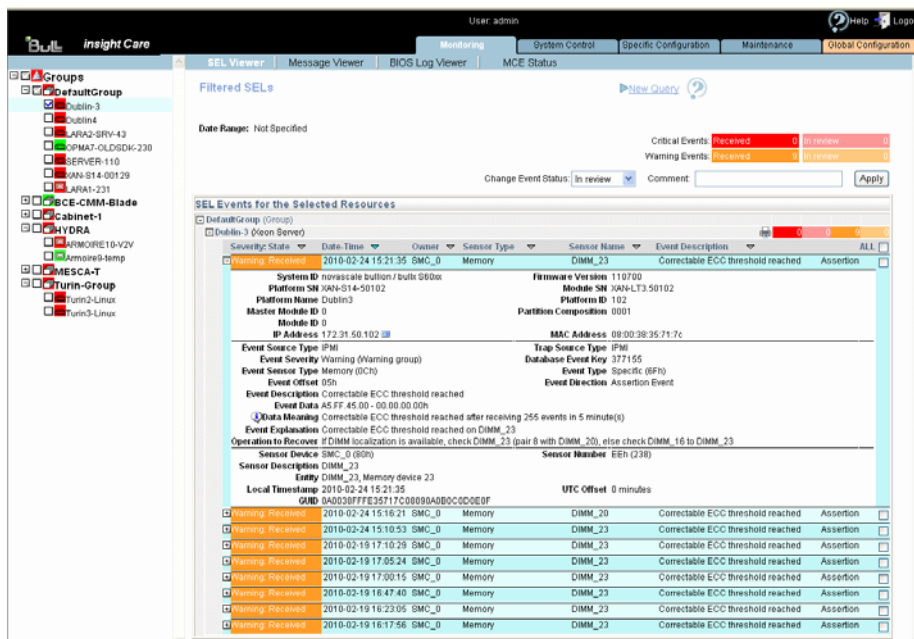 User: admin
Help Logo
Bull insight Care
Monitoring System Control Specific Configuration Maintenance Global Configuration
SEL Viewer Message Viewer BIOS Log Viewer MCE Status
Groups
DefaultGroup
Dublin-3
Dublin4
LARA2-SRV-43
OPMA7-OLDSDK-230
SERVER-110
XAN-S14-00129
LARA1-231
BCE-CMM-Blade
Cabinet-1
HYDRA
ARMOIRE10-V2V
Armoire9-temp
MESCA-T
Turin-Group
Turin2-Linux
Turin3-Linux
Filtered SELs
New Query
Date Range: Not Specified
Critical Events: Received 0 In review 0
Warning Events: Received 9 In review 0
Change Event Status: In review Comment: Apply
SEL Events for the Selected Resources
DefaultGroup (Group)
Dublin-3 (Xeon Server) 0 0 9 0
Severity: State Date-Time Owner Sensor Type Sensor Name Event Description ALL
Warning: Received 2010-02-24 15:21:35 SMC_0 Memory DIMM_23 Correctable ECC threshold reached Assertion
System ID novascale bullion / bullx S60xx Firmware Version 110700
Platform SN XAN-S14-50102 Module SN XAN-LT3.50102
Platform Name Dublin3 Platform ID 102
Master Module ID 0 Partition Composition 0001
Module ID 0
IP Address 172.31.50.102 MAC Address 08:00:38:35:71:7c
Event Source Type IPMI Trap Source Type IPMI
Event Severity Warning (Warning group) Database Event Key 377155
Event Sensor Type Memory (0Ch) Event Type Specific (6Fh)
Event Offset 05h Event Direction Assertion Event
Event Description Correctable ECC threshold reached
Event Data A5.FF.45.00 - 00.00.00.00h
Data Meaning Correctable ECC threshold reached after receiving 255 events in 5 minute(s)
Event Explanation Correctable ECC threshold reached on DIMM_23
Operation to Recover If DIMM localization is available, check DIMM_23 (pair 8 with DIMM_20), else check DIMM_16 to DIMM_23
Sensor Device SMC_0 (80h) Sensor Number EEh (238)
Sensor Description DIMM_23
Entity DIMM_23, Memory device 23
Local Timestamp 2010-02-24 15:21:35 UTC Offset 0 minutes
GUID 0A0038FFFE35717C08090A0B0C0D0E0F
Warning: Received 2010-02-24 15:16:21 SMC_0 Memory DIMM_20 Correctable ECC threshold reached Assertion
Warning: Received 2010-02-24 15:10:53 SMC_0 Memory DIMM_23 Correctable ECC threshold reached Assertion
Warning: Received 2010-02-19 17:10:29 SMC_0 Memory DIMM_23 Correctable ECC threshold reached Assertion
Warning: Received 2010-02-19 17:05:24 SMC_0 Memory DIMM_23 Correctable ECC threshold reached Assertion
Warning: Received 2010-02-19 17:00:15 SMC_0 Memory DIMM_23 Correctable ECC threshold reached Assertion
Warning: Received 2010-02-19 16:47:40 SMC_0 Memory DIMM_23 Correctable ECC threshold reached Assertion
Warning: Received 2010-02-19 16:23:05 SMC_0 Memory DIMM_23 Correctable ECC threshold reached Assertion
Warning: Received 2010-02-19 16:17:56 SMC_0 Memory DIMM_23 Correctable ECC threshold reached Assertion